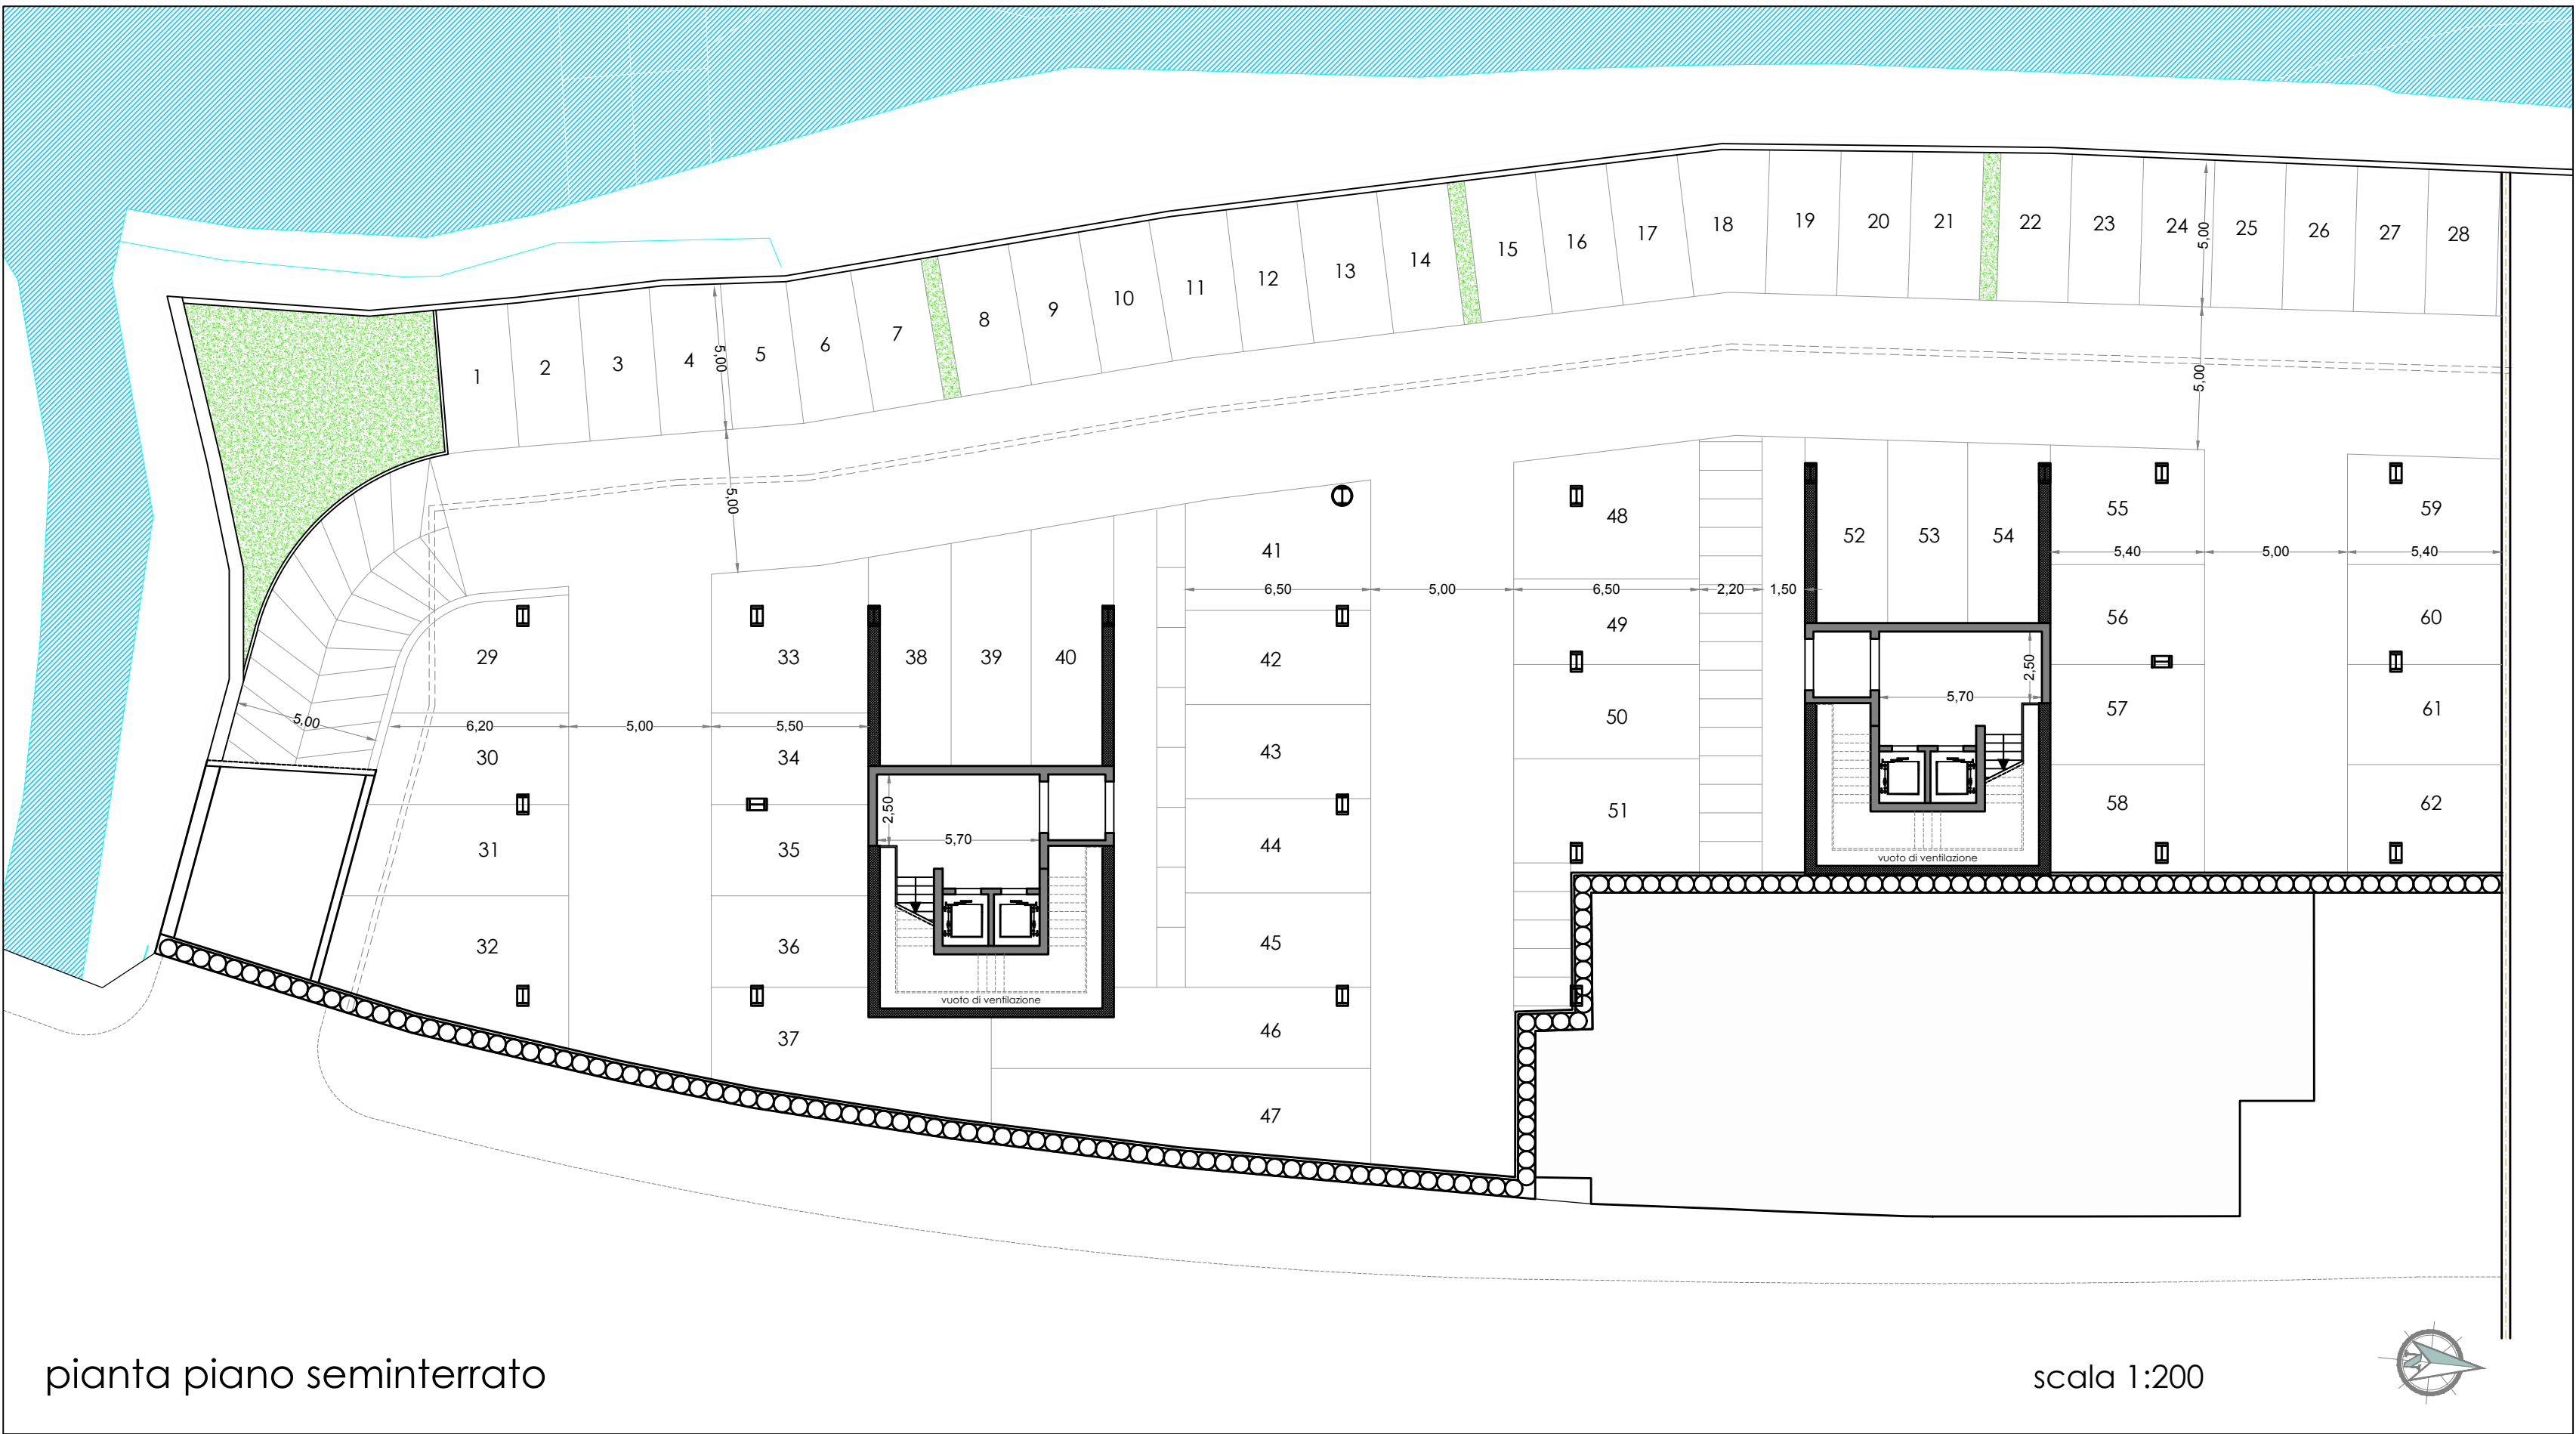 1 2 3 4 5 6 7 8 9 10 11 12 13 14 15 16 17 18 19 20 21 22 23 24 25 26 27 28
5,00
5,00
5,00
5,00
41 48 52 53 54 55 59
6,50 5,00 6,50 2,20 1,50 5,40 5,00 5,40
29 33 38 39 40 42 49 56 60
5,00 6,20 5,00 5,50
2,50
5,70
30 34 43 50 57 61
2,50
5,70
31 35 44 51 58 62
vuoto di ventilazione
32 36 45
vuoto di ventilazione
37 46
47
pianta piano seminterrato
scala 1:200